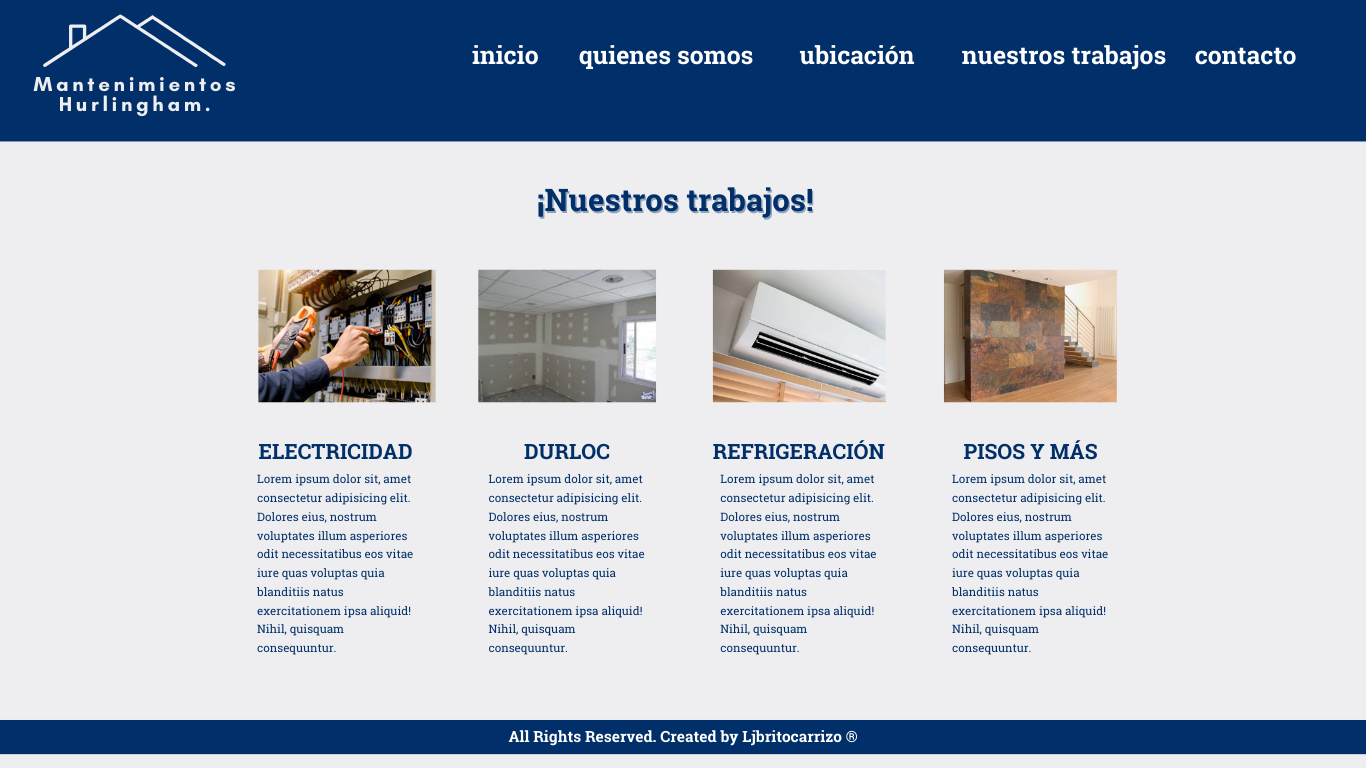 Mantenimientos
Hurlingham.
inicio quienes somos ubicación nuestros trabajos contacto
¡Nuestros trabajos!
ELECTRICIDAD
Lorem ipsum dolor sit, amet
consectetur adipisicing elit.
Dolores eius, nostrum
voluptates illum asperiores
odit necessitatibus eos vitae
iure quas voluptas quia
blanditiis natus
exercitationem ipsa aliquid!
Nihil, quisquam
consequuntur.
DURLOC
Lorem ipsum dolor sit, amet
consectetur adipisicing elit.
Dolores eius, nostrum
voluptates illum asperiores
odit necessitatibus eos vitae
iure quas voluptas quia
blanditiis natus
exercitationem ipsa aliquid!
Nihil, quisquam
consequuntur.
REFRIGERACIÓN
Lorem ipsum dolor sit, amet
consectetur adipisicing elit.
Dolores eius, nostrum
voluptates illum asperiores
odit necessitatibus eos vitae
iure quas voluptas quia
blanditiis natus
exercitationem ipsa aliquid!
Nihil, quisquam
consequuntur.
PISOS Y MÁS
Lorem ipsum dolor sit, amet
consectetur adipisicing elit.
Dolores eius, nostrum
voluptates illum asperiores
odit necessitatibus eos vitae
iure quas voluptas quia
blanditiis natus
exercitationem ipsa aliquid!
Nihil, quisquam
consequuntur.
All Rights Reserved. Created by Ljbritocarrizo ®